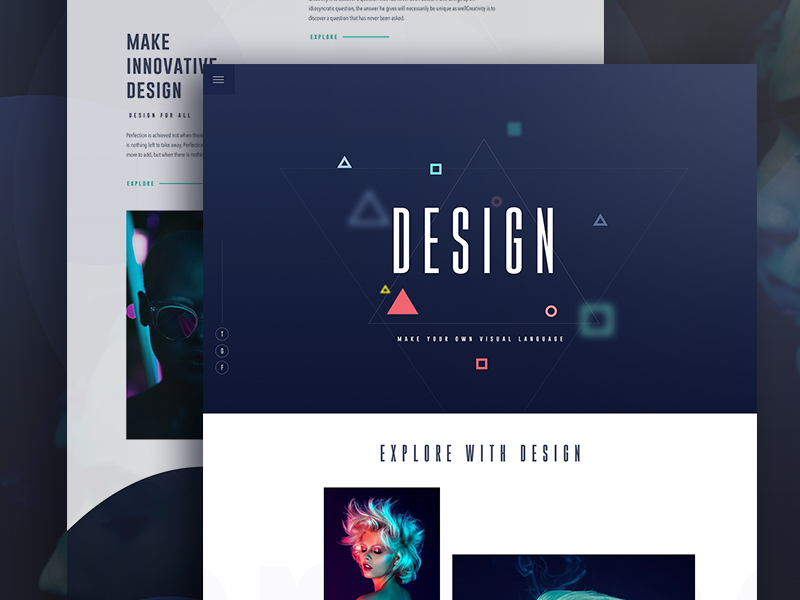 idiosyncratic question, the answer he gives will necessarily be unique as wellCreativity is to
discover a question that has never been asked.
EXPLORE
MAKE
INNOVATIVE
DESIGN
DESIGN FOR ALL
Perfection is achieved not when there
is nothing left to take away. Perfection
more to add, but when there is nothing
EXPLORE
DESIGN
MAKE YOUR OWN VISUAL LANGUAGE
T
G
F
EXPLORE WITH DESIGN